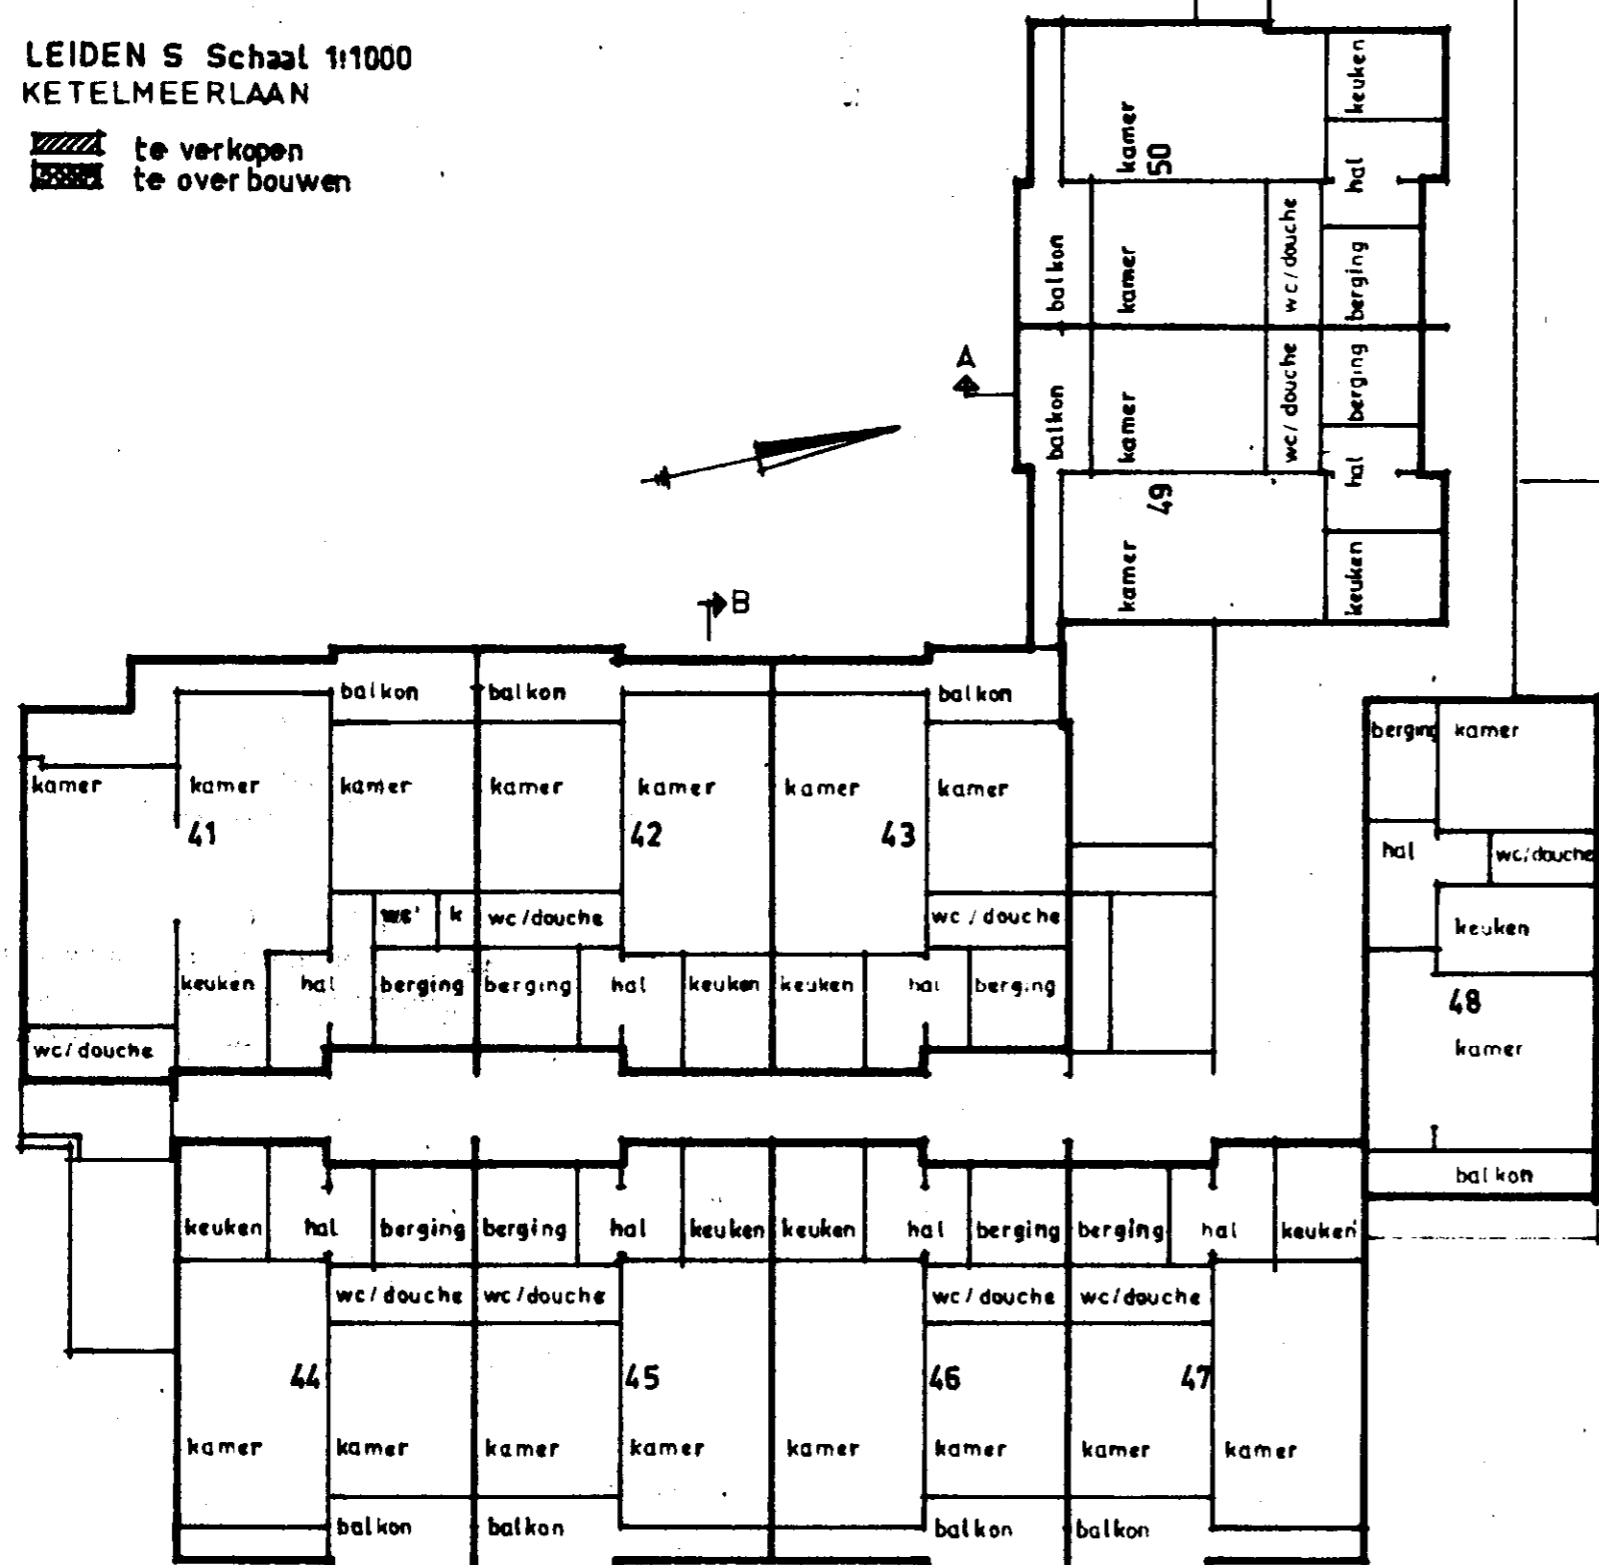 LEIDEN S Schaal 1:1000
KETELMEERLAAN
te verkopen
te overbouwen
keuken
kamer
50
hal
balkon
kamer
wc/douche
berging
A
balkon
kamer
wc/douche
berging
hal
49
kamer
keuken
B
balkon
balkon
balkon
berging
kamer
kamer
kamer
kamer
kamer
kamer
kamer
kamer
41
42
43
hal
wc/douche
wc
k
wc/douche
wc/douche
keuken
keuken
hal
berging
berging
hal
keuken
keuken
hal
berging
48
wc/douche
kamer
balkon
keuken
hal
berging
berging
hal
keuken
keuken
hal
berging
berging
hal
keuken
wc/douche
wc/douche
wc/douche
wc/douche
44
45
46
47
kamer
kamer
kamer
kamer
kamer
kamer
kamer
kamer
balkon
balkon
balkon
balkon